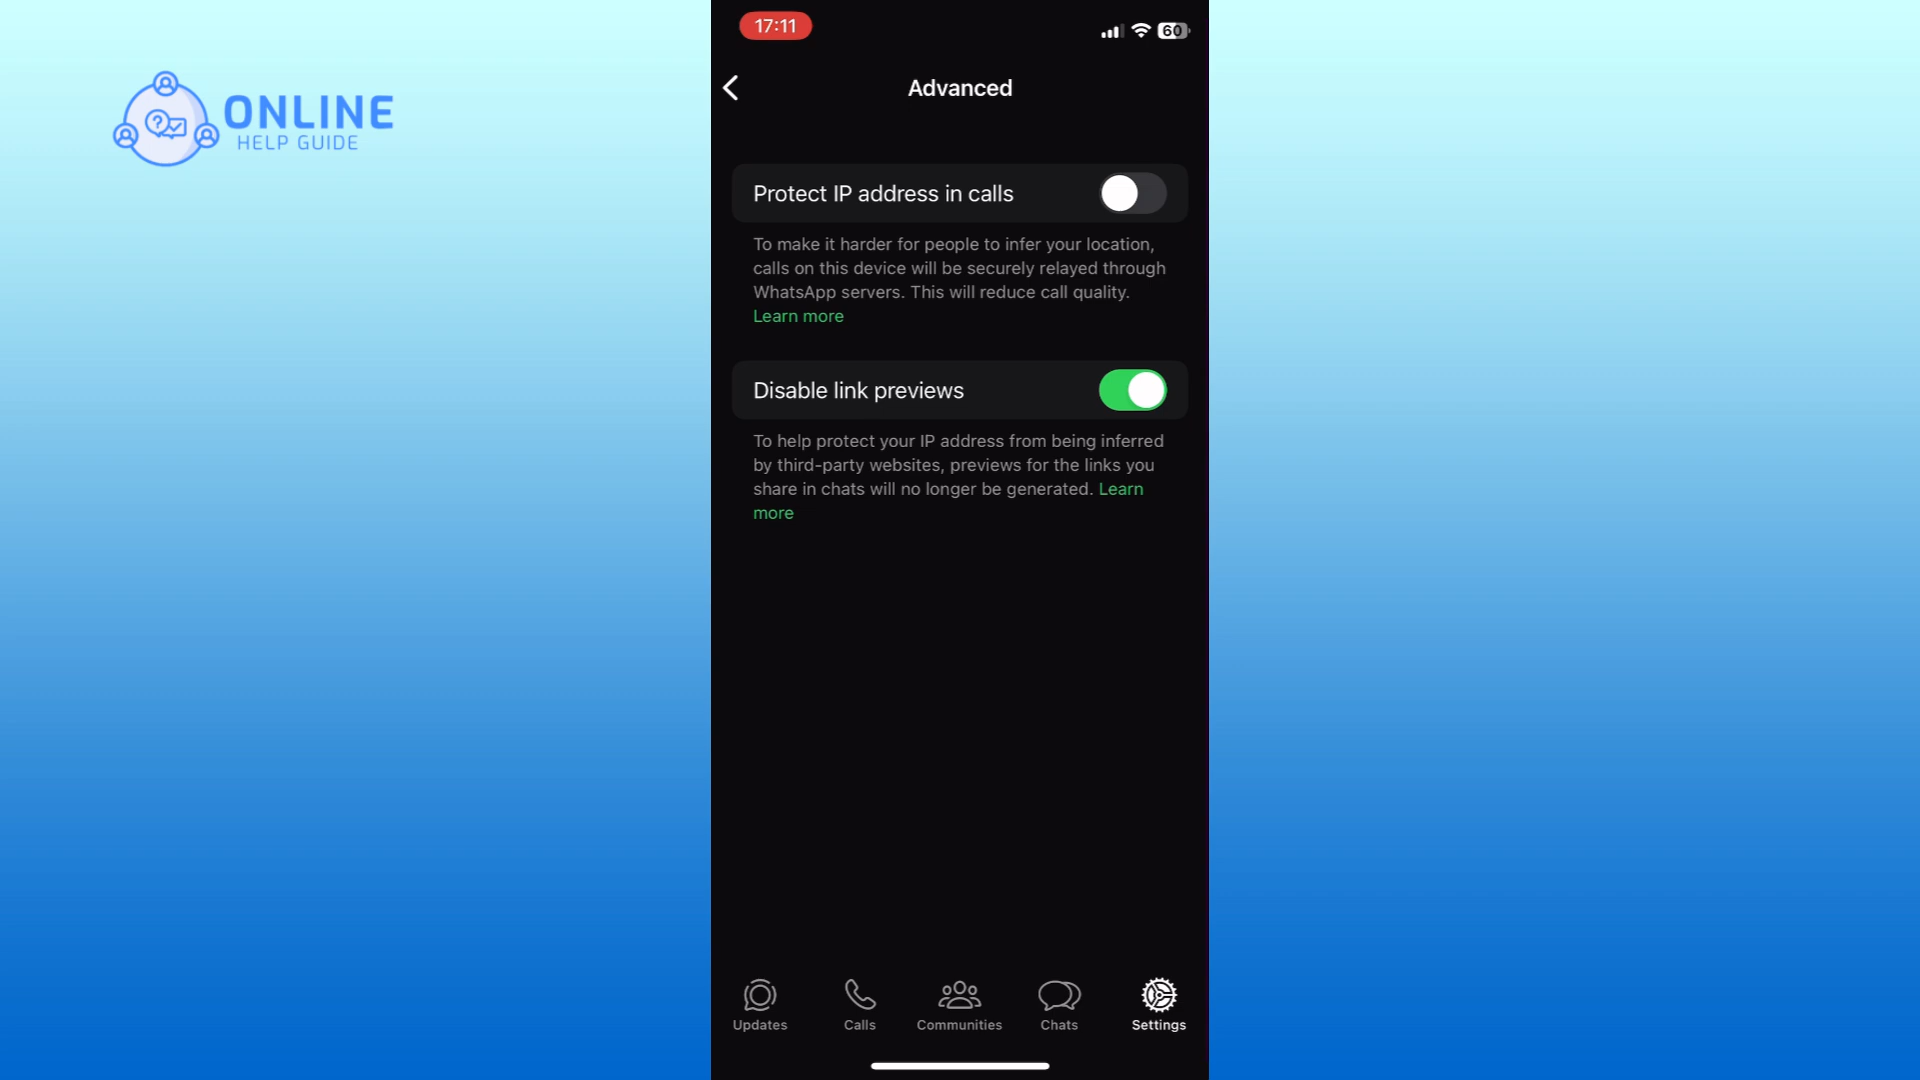 ONLINE
HELP GUIDE
17:11
60
Advanced
Protect IP address in calls
To make it harder for people to infer your location,
calls on this device will be securely relayed through
WhatsApp servers. This will reduce call quality.
Learn more
Disable link previews
To help protect your IP address from being inferred
by third-party websites, previews for the links you
share in chats will no longer be generated. Learn
more
Updates
Calls
Communities
Chats
Settings